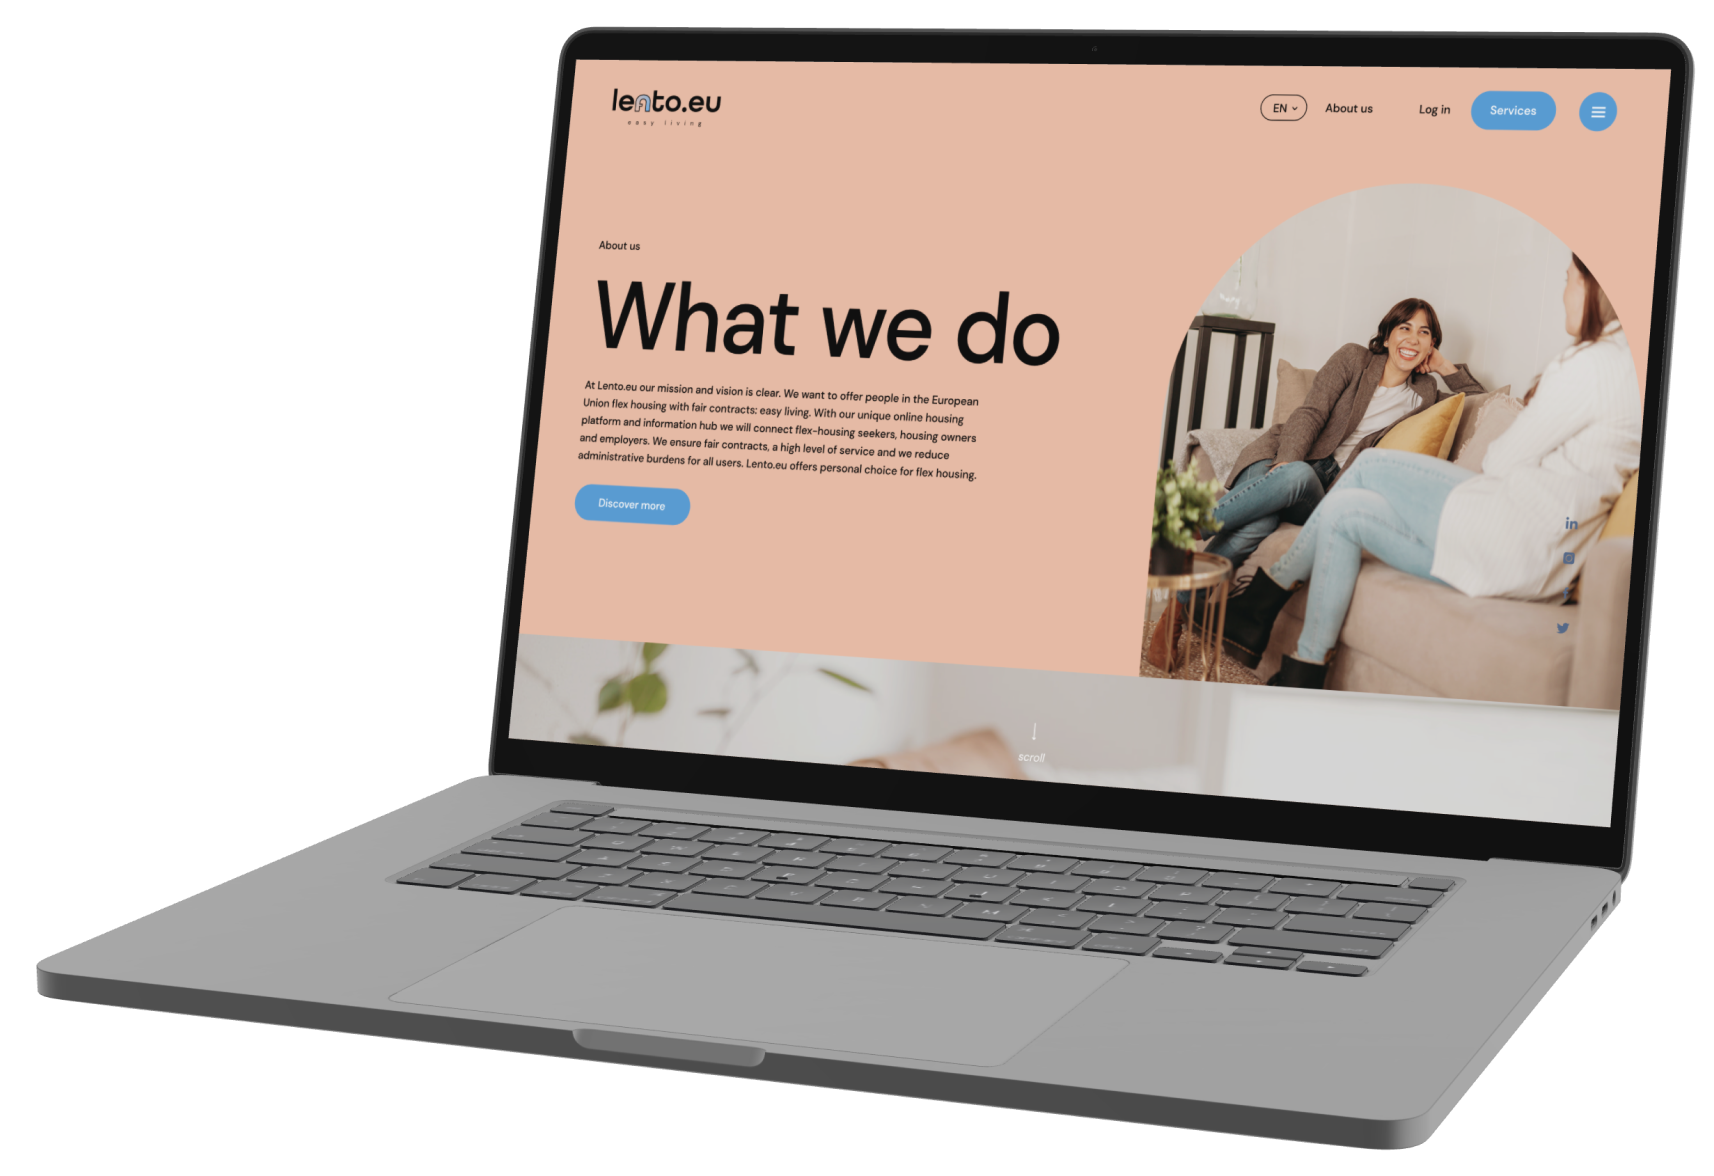 lento.eu
easy living
EN
About us
Log in
Services
About us
What we do
At Lento.eu our mission and vision is clear. We want to offer people in the European
Union flex housing with fair contracts: easy living. With our unique online housing
platform and information hub we will connect flex-housing seekers, housing owners
and employers. We ensure fair contracts, a high level of service and we reduce
administrative burdens for all users. Lento.eu offers personal choice for flex housing.
Discover more
in
scroll